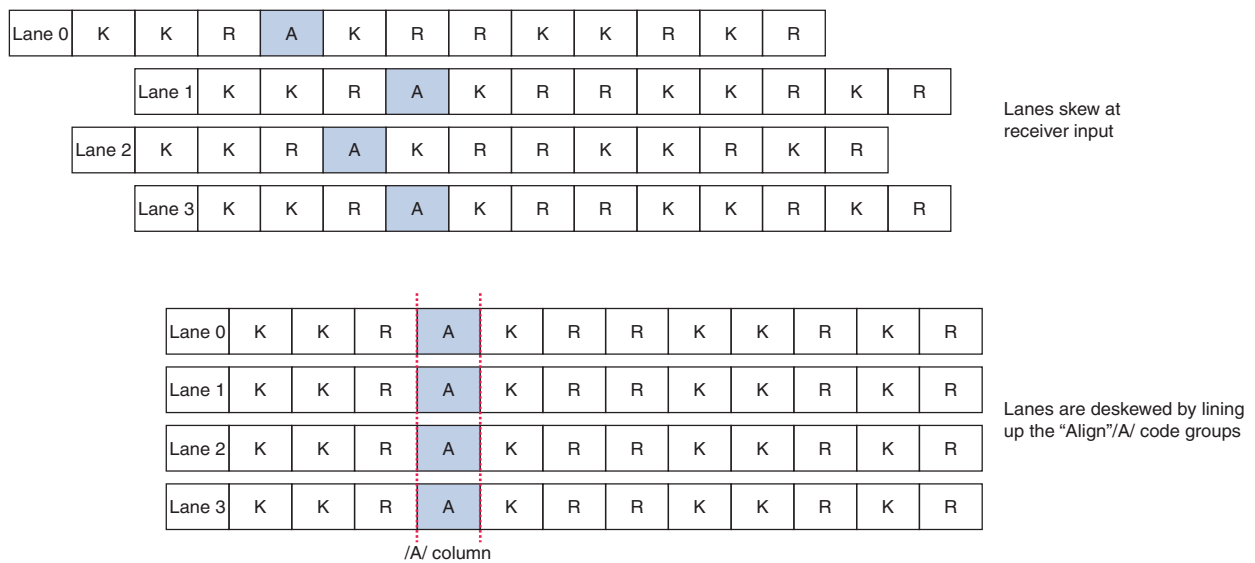 Lane 0 K K R A K R R K K R K R
Lane 1 K K R A K R R K K R K R
Lanes skew at
receiver input
Lane 2 K K R A K R R K K R K R
Lane 3 K K R A K R R K K R K R
Lane 0 K K R A K R R K K R K R
Lane 1 K K R A K R R K K R K R
Lanes are deskewed by lining
up the “Align”/A/ code groups
Lane 2 K K R A K R R K K R K R
Lane 3 K K R A K R R K K R K R
/A/ column